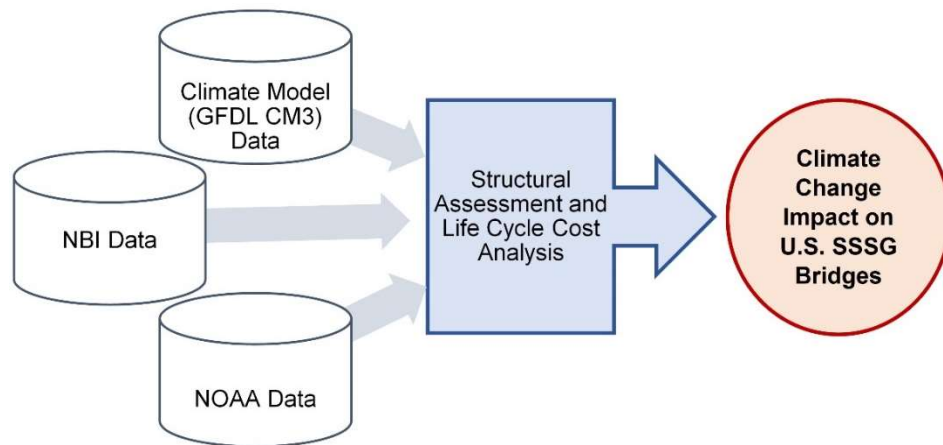 Climate Model
(GFDL CM3)
Data
NBI Data
NOAA Data
Structural
Assessment and
Life Cycle Cost
Analysis
Climate
Change
Impact on
U.S. SSSG
Bridges